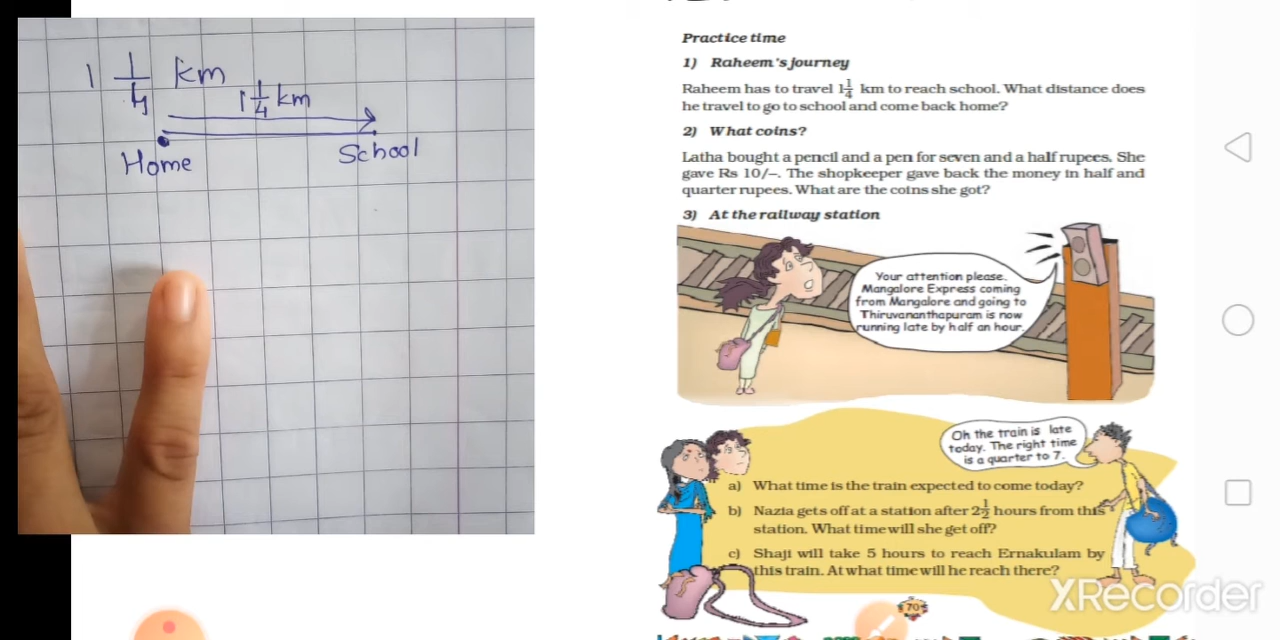 1 1/4 km
1 1/4 km
Home
School
Practice time
1) Raheem's journey
Raheem has to travel 1 1/4 km to reach school. What distance does
he travel to go to school and come back home?
2) What coins?
Latha bought a pencil and a pen for seven and a half rupees. She
gave Rs 10/–. The shopkeeper gave back the money in half and
quarter rupees. What are the coins she got?
3) At the railway station
Your attention please.
Mangalore Express coming
from Mangalore and going to
Thiruvananthapuram is now
running late by half an hour.
Oh the train is late
today. The right time
is a quarter to 7.
a) What time is the train expected to come today?
b) Nazia gets off at a station after 2 1/2 hours from this
station. What time will she get off?
c) Shaji will take 5 hours to reach Ernakulam by
this train. At what time will he reach there?
70
XRecorder